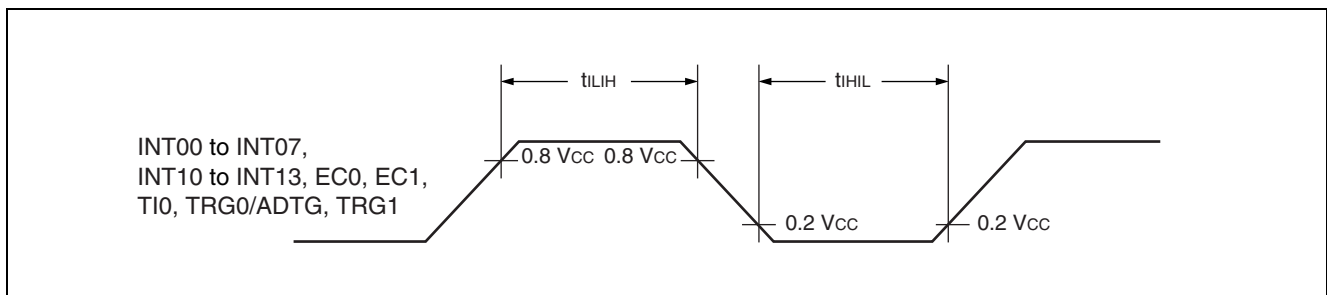 tILIH
tIHIL
INT00 to INT07,
INT10 to INT13, EC0, EC1,
TI0, TRG0/ADTG, TRG1
0.8 VCC 0.8 VCC
0.2 VCC
0.2 VCC